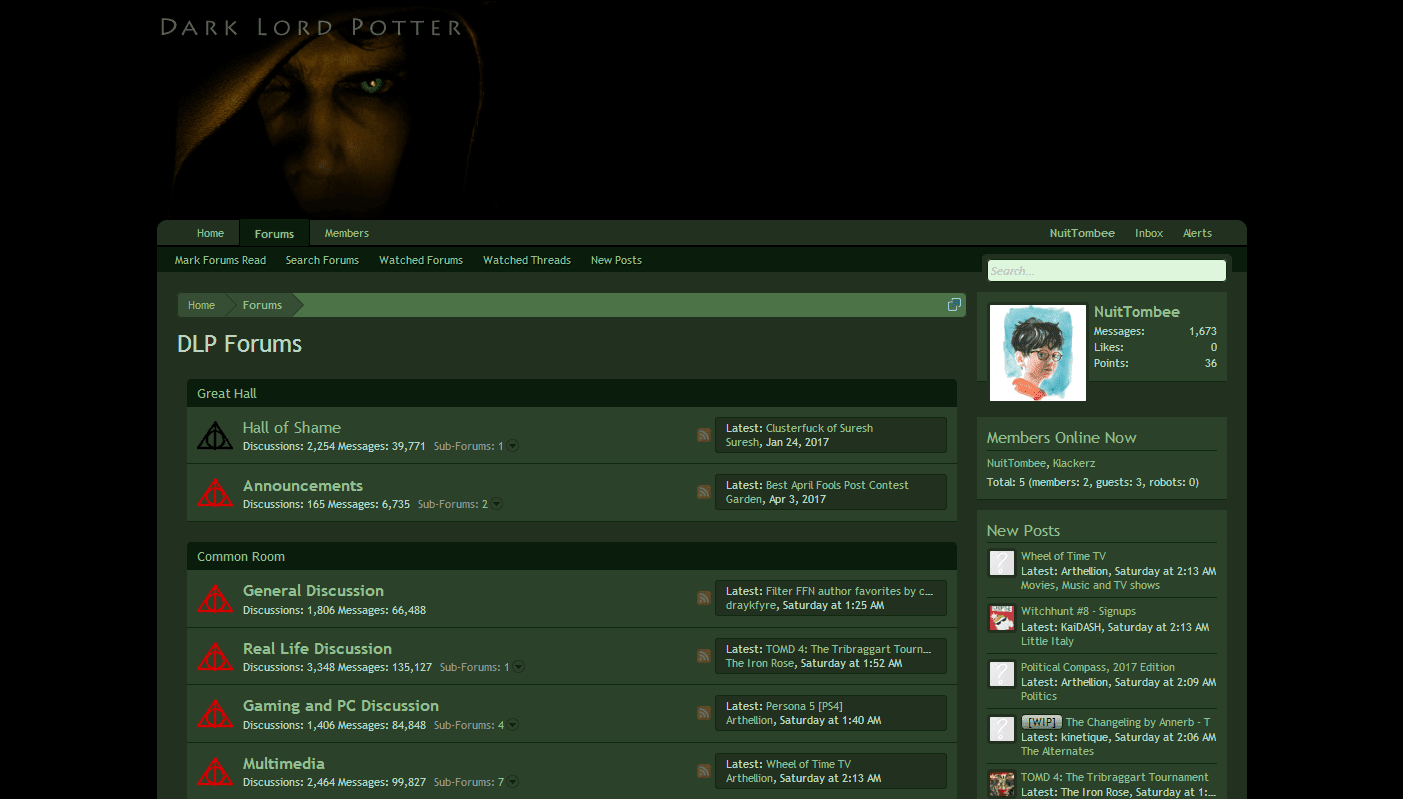 DARK LORD POTTER
Home Forums Members NuitTombee Inbox Alerts
Mark Forums Read Search Forums Watched Forums Watched Threads New Posts
Search...
Home Forums
DLP Forums
Great Hall
Hall of Shame
Discussions: 2,254 Messages: 39,771 Sub-Forums: 1
Latest: Clusterfuck of Suresh
Suresh, Jan 24, 2017
Announcements
Discussions: 165 Messages: 6,735 Sub-Forums: 2
Latest: Best April Fools Post Contest
Garden, Apr 3, 2017
Common Room
General Discussion
Discussions: 1,806 Messages: 66,488
Latest: Filter FFN author favorites by c...
draykfyre, Saturday at 1:25 AM
Real Life Discussion
Discussions: 3,348 Messages: 135,127 Sub-Forums: 1
Latest: TOMD 4: The Tribraggart Tourn...
The Iron Rose, Saturday at 1:52 AM
Gaming and PC Discussion
Discussions: 1,406 Messages: 84,848 Sub-Forums: 4
Latest: Persona 5 [PS4]
Arthellion, Saturday at 1:40 AM
Multimedia
Discussions: 2,464 Messages: 99,827 Sub-Forums: 7
Latest: Wheel of Time TV
Arthellion, Saturday at 2:13 AM
NuitTombee
Messages: 1,673
Likes: 0
Points: 36
Members Online Now
NuitTombee, Klackerz
Total: 5 (members: 2, guests: 3, robots: 0)
New Posts
Wheel of Time TV
Latest: Arthellion, Saturday at 2:13 AM
Movies, Music and TV shows
Witchhunt #8 - Signups
Latest: KaiDASH, Saturday at 2:13 AM
Little Italy
Political Compass, 2017 Edition
Latest: Arthellion, Saturday at 2:09 AM
Politics
[WIP] The Changeling by Annerb - T
Latest: kinetique, Saturday at 2:06 AM
The Alternates
TOMD 4: The Tribraggart Tournament
Latest: The Iron Rose, Saturday at 1:...